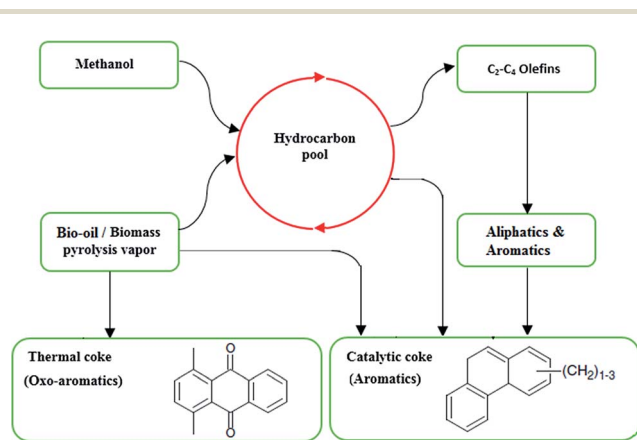 Methanol
C₂-C₄ Olefins
Hydrocarbon
pool
Bio-oil / Biomass
pyrolysis vapor
Aliphatics &
Aromatics
Thermal coke
(Oxo-aromatics)
O
O
Catalytic coke
(Aromatics)
(CH₂)₁₋₃